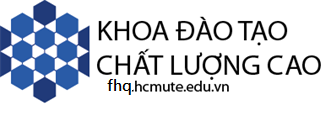 KHOA ĐÀO TẠO
CHẤT LƯỢNG CAO
fhq.hcmute.edu.vn